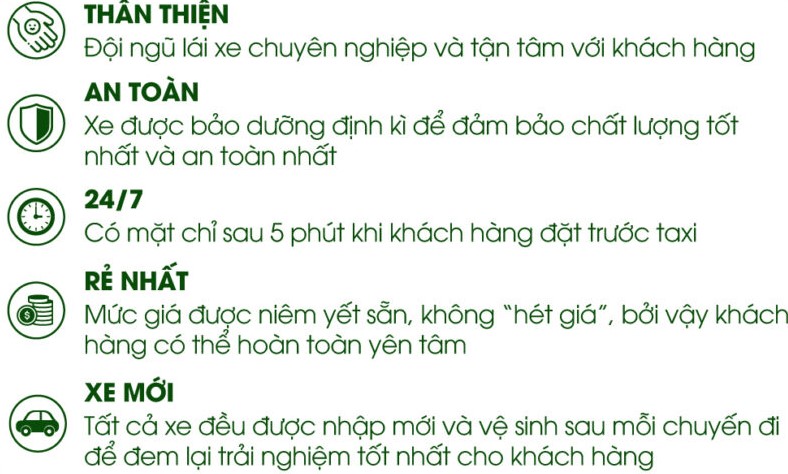 THÂN THIỆN
Đội ngũ lái xe chuyên nghiệp và tận tâm với khách hàng
AN TOÀN
Xe được bảo dưỡng định kì để đảm bảo chất lượng tốt
nhất và an toàn nhất
24/7
Có mặt chỉ sau 5 phút khi khách hàng đặt trước taxi
RẺ NHẤT
Mức giá được niêm yết sẵn, không “hét giá”, bởi vậy khách
hàng có thể hoàn toàn yên tâm
XE MỚI
Tất cả xe đều được nhập mới và vệ sinh sau mỗi chuyến đi
để đem lại trải nghiệm tốt nhất cho khách hàng